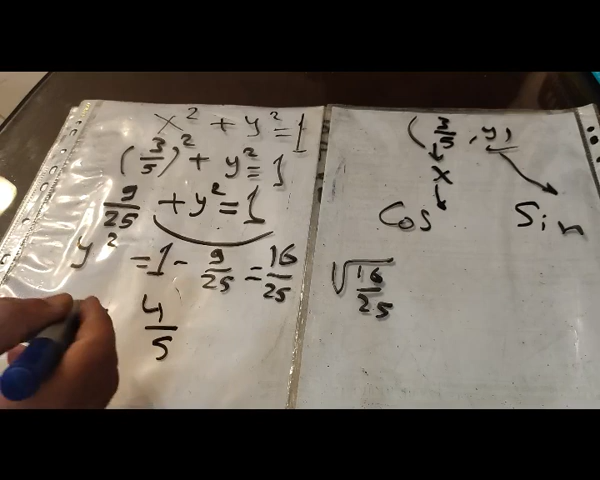 x² + y² = 1
(3/5)² + y² = 1
9/25 + y² = 1
y² = 1 - 9/25 = 16/25
4/5
(3/5, y)
x
Cos Sin
√16/25